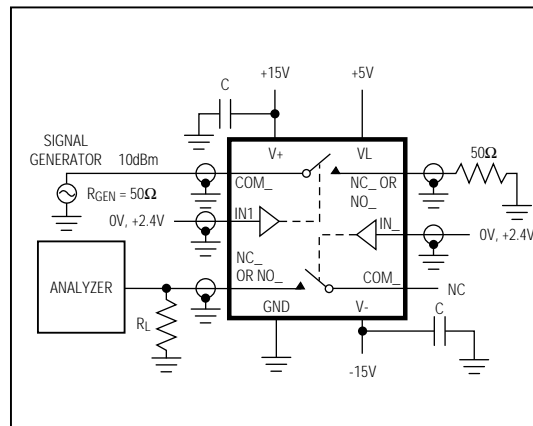 +15V
+5V
C
SIGNAL
GENERATOR
10dBm
V+
VL
50Ω
COM_
NC_ OR
NO_
RGEN = 50Ω
0V, +2.4V
IN1
IN_
0V, +2.4V
NC_
OR NO_
COM_
NC
ANALYZER
RL
GND
V-
C
-15V